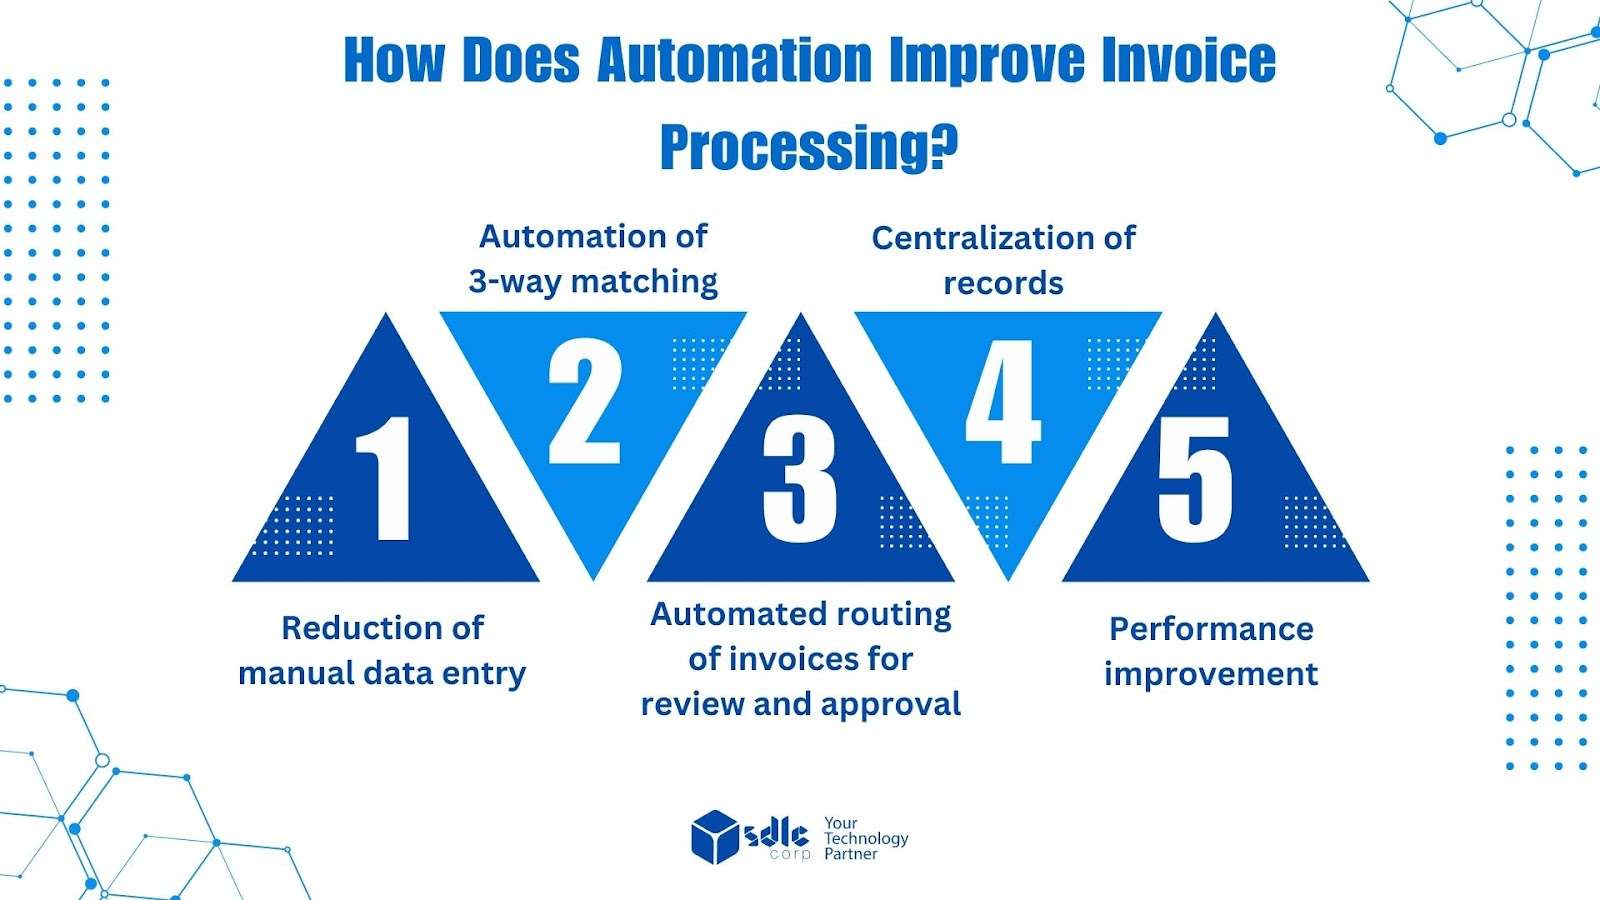 How Does Automation Improve Invoice
Processing?
1
Reduction of
manual data entry
2
Automation of
3-way matching
3
Automated routing
of invoices for
review and approval
4
Centralization of
records
5
Performance
improvement
sdlc
corp
Your
Technology
Partner